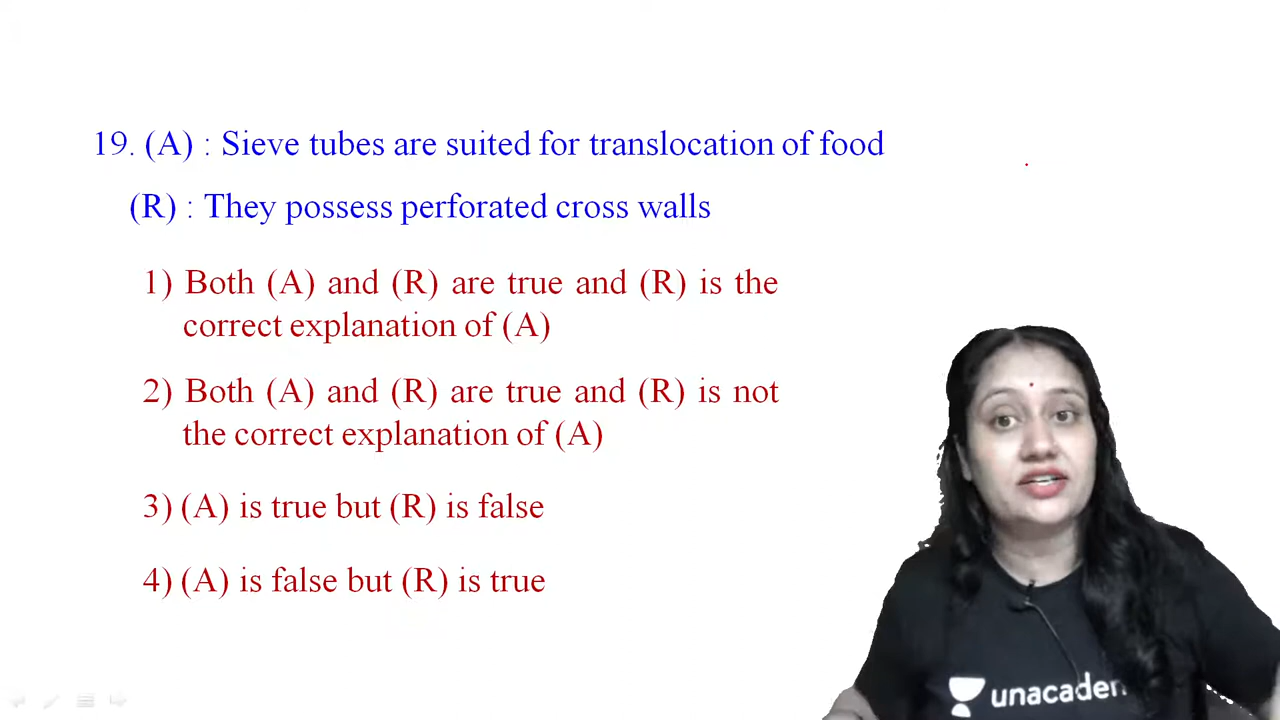 19. (A) : Sieve tubes are suited for translocation of food
(R) : They possess perforated cross walls
1) Both (A) and (R) are true and (R) is the
correct explanation of (A)
2) Both (A) and (R) are true and (R) is not
the correct explanation of (A)
3) (A) is true but (R) is false
4) (A) is false but (R) is true